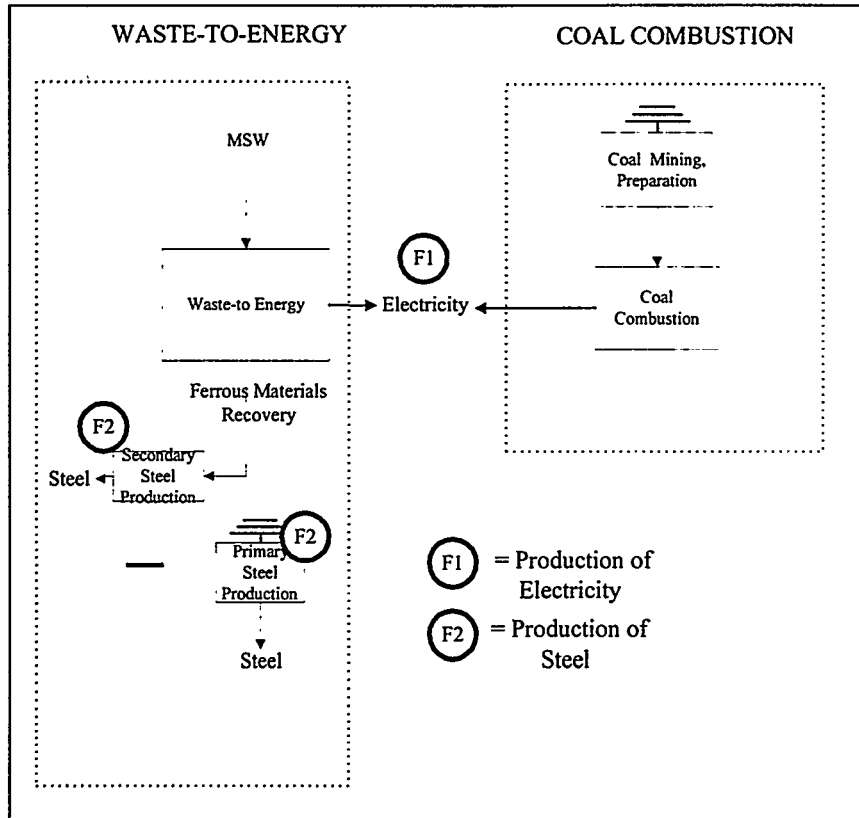 WASTE-TO-ENERGY
COAL COMBUSTION
MSW
Coal Mining,
Preparation
F1
Waste-to Energy
Electricity
Coal
Combustion
Ferrous Materials
Recovery
F2
Secondary
Steel
Production
Steel
F2
Primary
Steel
Production
Steel
F1 = Production of
Electricity
F2 = Production of
Steel